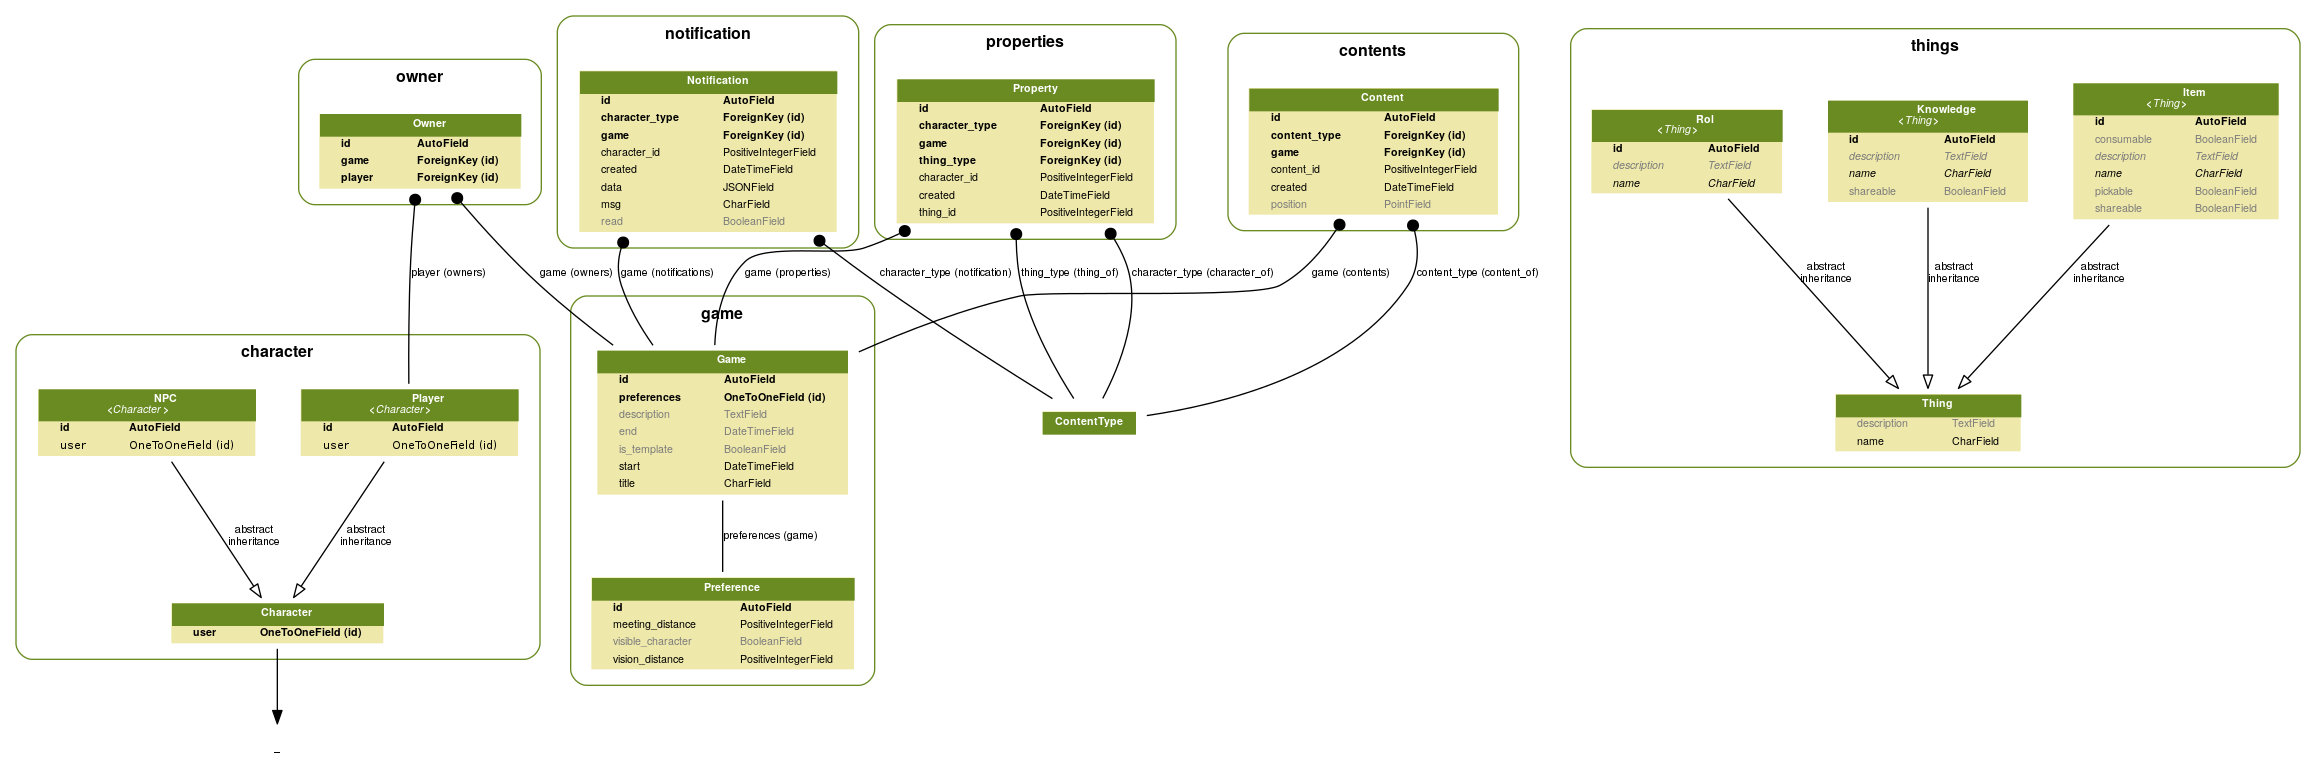 owner
Owner
id AutoField
game ForeignKey (id)
player ForeignKey (id)
notification
Notification
id AutoField
character_type ForeignKey (id)
game ForeignKey (id)
character_id PositiveIntegerField
created DateTimeField
data JSONField
msg CharField
read BooleanField
properties
Property
id AutoField
character_type ForeignKey (id)
game ForeignKey (id)
thing_type ForeignKey (id)
character_id PositiveIntegerField
created DateTimeField
thing_id PositiveIntegerField
contents
Content
id AutoField
content_type ForeignKey (id)
game ForeignKey (id)
content_id PositiveIntegerField
created DateTimeField
position PointField
things
Rol
<Thing>
id AutoField
description TextField
name CharField
Knowledge
<Thing>
id AutoField
description TextField
name CharField
shareable BooleanField
Item
<Thing>
id AutoField
consumable BooleanField
description TextField
name CharField
pickable BooleanField
shareable BooleanField
player (owners)
game (owners)
game (notifications)
game (properties)
character_type (notification)
thing_type (thing_of)
character_type (character_of)
game (contents)
content_type (content_of)
abstract
inheritance
abstract
inheritance
abstract
inheritance
Thing
description TextField
name CharField
character
NPC
<Character>
id AutoField
user OneToOneField (id)
Player
<Character>
id AutoField
user OneToOneField (id)
abstract
inheritance
abstract
inheritance
Character
user OneToOneField (id)
_
game
Game
id AutoField
preferences OneToOneField (id)
description TextField
end DateTimeField
is_template BooleanField
start DateTimeField
title CharField
preferences (game)
Preference
id AutoField
meeting_distance PositiveIntegerField
visible_character BooleanField
vision_distance PositiveIntegerField
ContentType